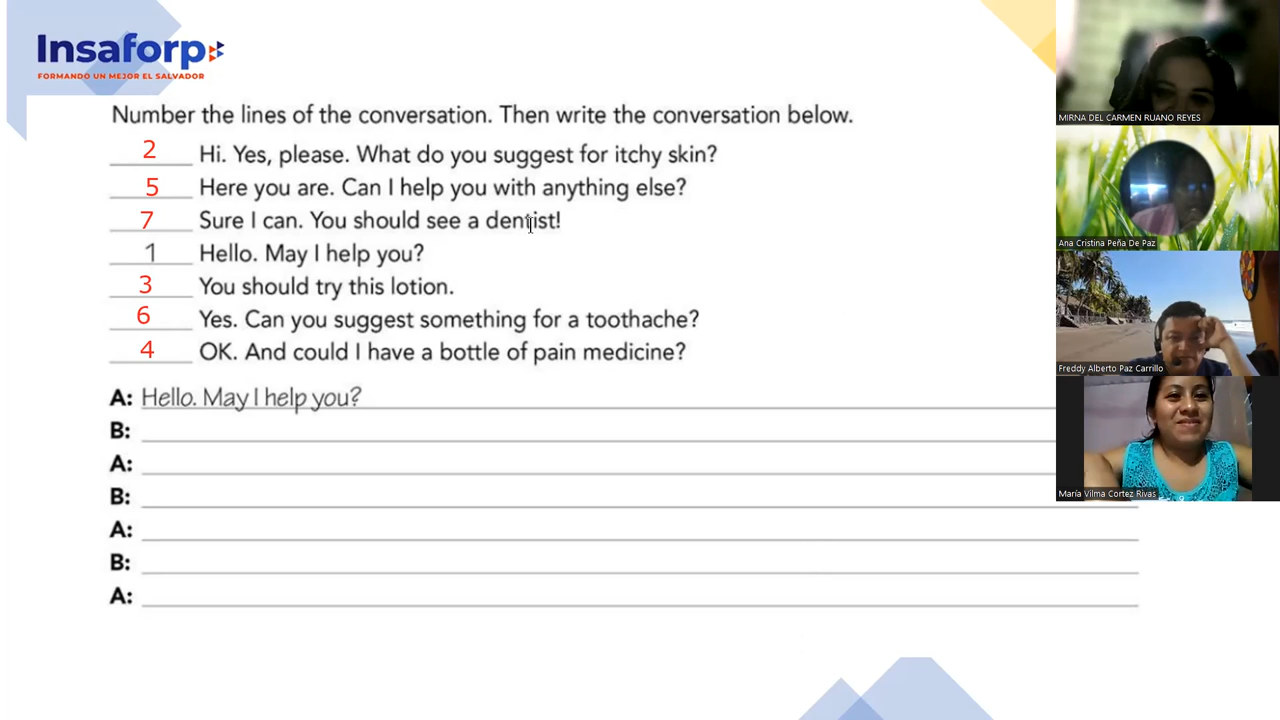 Insaforp
FORMANDO UN MEJOR EL SALVADOR
Number the lines of the conversation. Then write the conversation below.
2 Hi. Yes, please. What do you suggest for itchy skin?
5 Here you are. Can I help you with anything else?
7 Sure I can. You should see a dentist!
1 Hello. May I help you?
3 You should try this lotion.
6 Yes. Can you suggest something for a toothache?
4 OK. And could I have a bottle of pain medicine?
A: Hello. May I help you?
B:
A:
B:
A:
B:
A:
MIRNA DEL CARMEN RUANO REYES
Ana Cristina Peña De Paz
Freddy Alberto Paz Carrillo
María Vilma Cortez Rivas